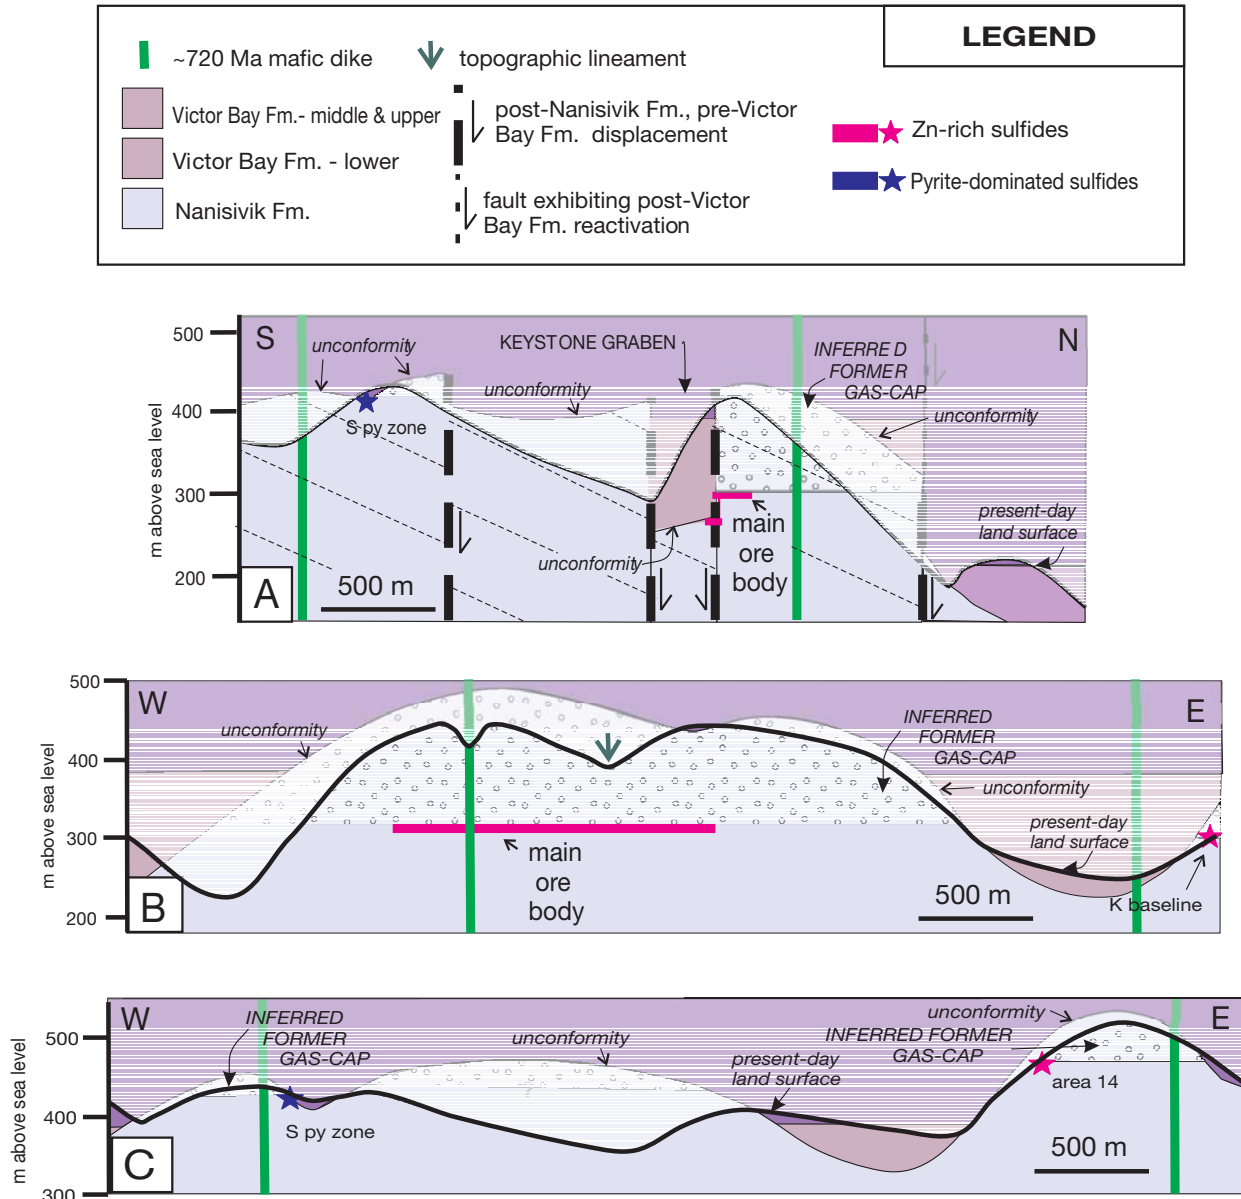 LEGEND
~720 Ma mafic dike
topographic lineament
Victor Bay Fm.- middle & upper
post-Nanisivik Fm., pre-Victor
Bay Fm. displacement
Zn-rich sulfides
Victor Bay Fm. - lower
Pyrite-dominated sulfides
Nanisivik Fm.
fault exhibiting post-Victor
Bay Fm. reactivation
m above sea level
500
400
300
200
S
N
unconformity
KEYSTONE GRABEN
INFERRE D
FORMER
GAS-CAP
unconformity
unconformity
S py zone
main
ore
body
present-day
land surface
unconformity
500 m
A
m above sea level
500
400
300
200
W
E
unconformity
INFERRED
FORMER
GAS-CAP
unconformity
present-day
land surface
main
ore
body
500 m
K baseline
B
m above sea level
500
400
300
W
E
INFERRED
FORMER
GAS-CAP
unconformity
unconformity
INFERRED FORMER
GAS-CAP
present-day
land surface
area 14
S py zone
500 m
C